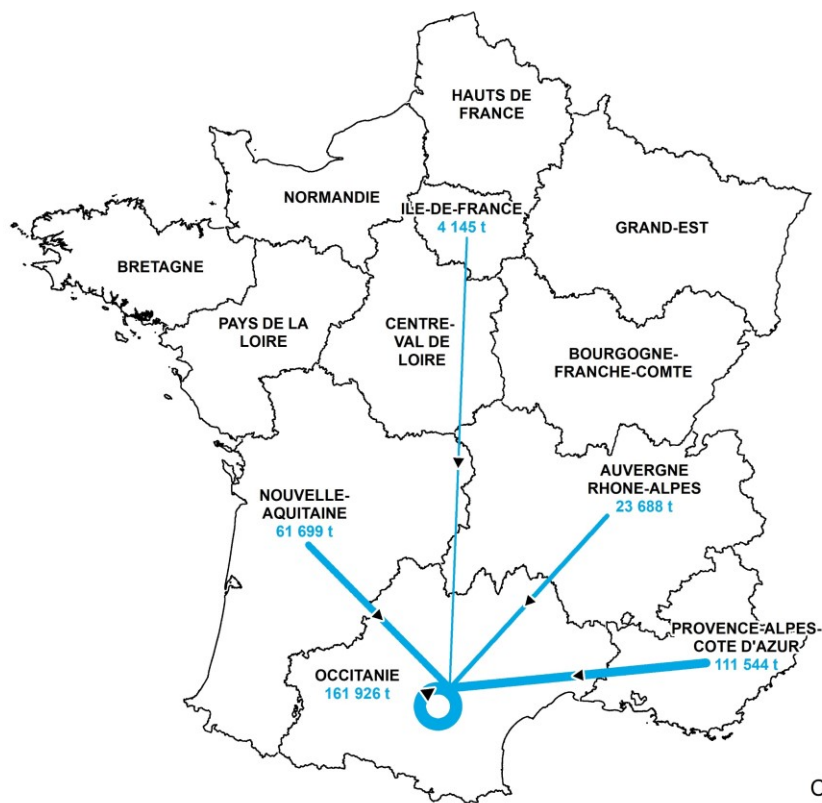 HAUTS DE
FRANCE
NORMANDIE
ILE-DE-FRANCE
4 145 t
GRAND-EST
BRETAGNE
PAYS DE LA
LOIRE
CENTRE-
VAL DE
LOIRE
BOURGOGNE-
FRANCHE-COMTE
AUVERGNE
RHONE-ALPES
23 688 t
NOUVELLE-
AQUITAINE
61 699 t
PROVENCE-ALPES-
COTE D'AZUR
111 544 t
OCCITANIE
161 926 t
C